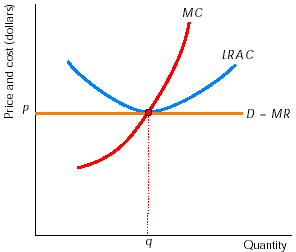 MC
LRAC
Price and cost (dollars)
p
D – MR
q
Quantity